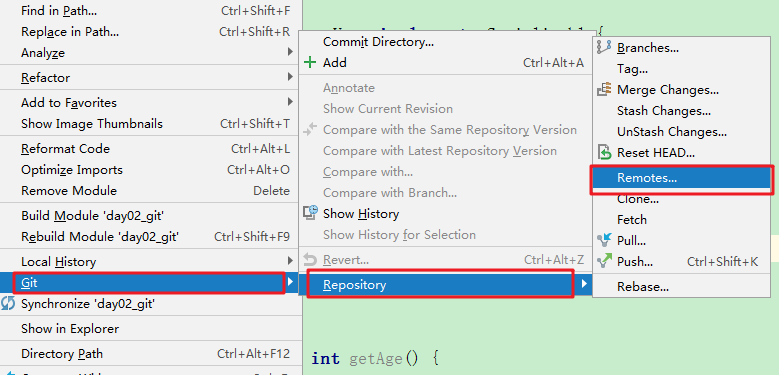 Find in Path... Ctrl+Shift+F
Replace in Path... Ctrl+Shift+R
Analyze
Refactor
Add to Favorites
Show Image Thumbnails Ctrl+Shift+T
Reformat Code Ctrl+Alt+L
Optimize Imports Ctrl+Alt+O
Remove Module Delete
Build Module 'day02_git'
Rebuild Module 'day02_git' Ctrl+Shift+F9
Local History
Git
Synchronize 'day02_git'
Show in Explorer
Directory Path Ctrl+Alt+F12
Commit Directory...
Add Ctrl+Alt+A
Annotate
Show Current Revision
Compare with the Same Repository Version
Compare with Latest Repository Version
Compare with...
Compare with Branch...
Show History
Show History for Selection
Revert... Ctrl+Alt+Z
Repository
Branches...
Tag...
Merge Changes...
Stash Changes...
UnStash Changes...
Reset HEAD...
Remotes...
Clone...
Fetch
Pull...
Push... Ctrl+Shift+K
Rebase...
int getAge() {